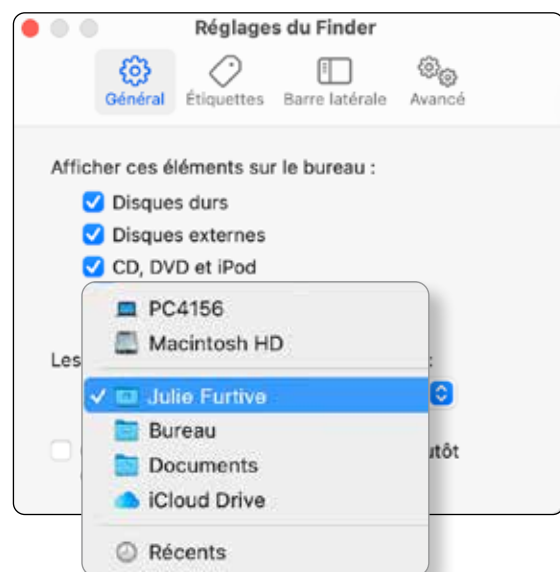 Réglages du Finder
Général Étiquettes Barre latérale Avancé
Afficher ces éléments sur le bureau :
Disques durs
Disques externes
CD, DVD et iPod
PC4156
Macintosh HD
Les :
Julie Furtive
Bureau
utôt
Documents
iCloud Drive
Récents